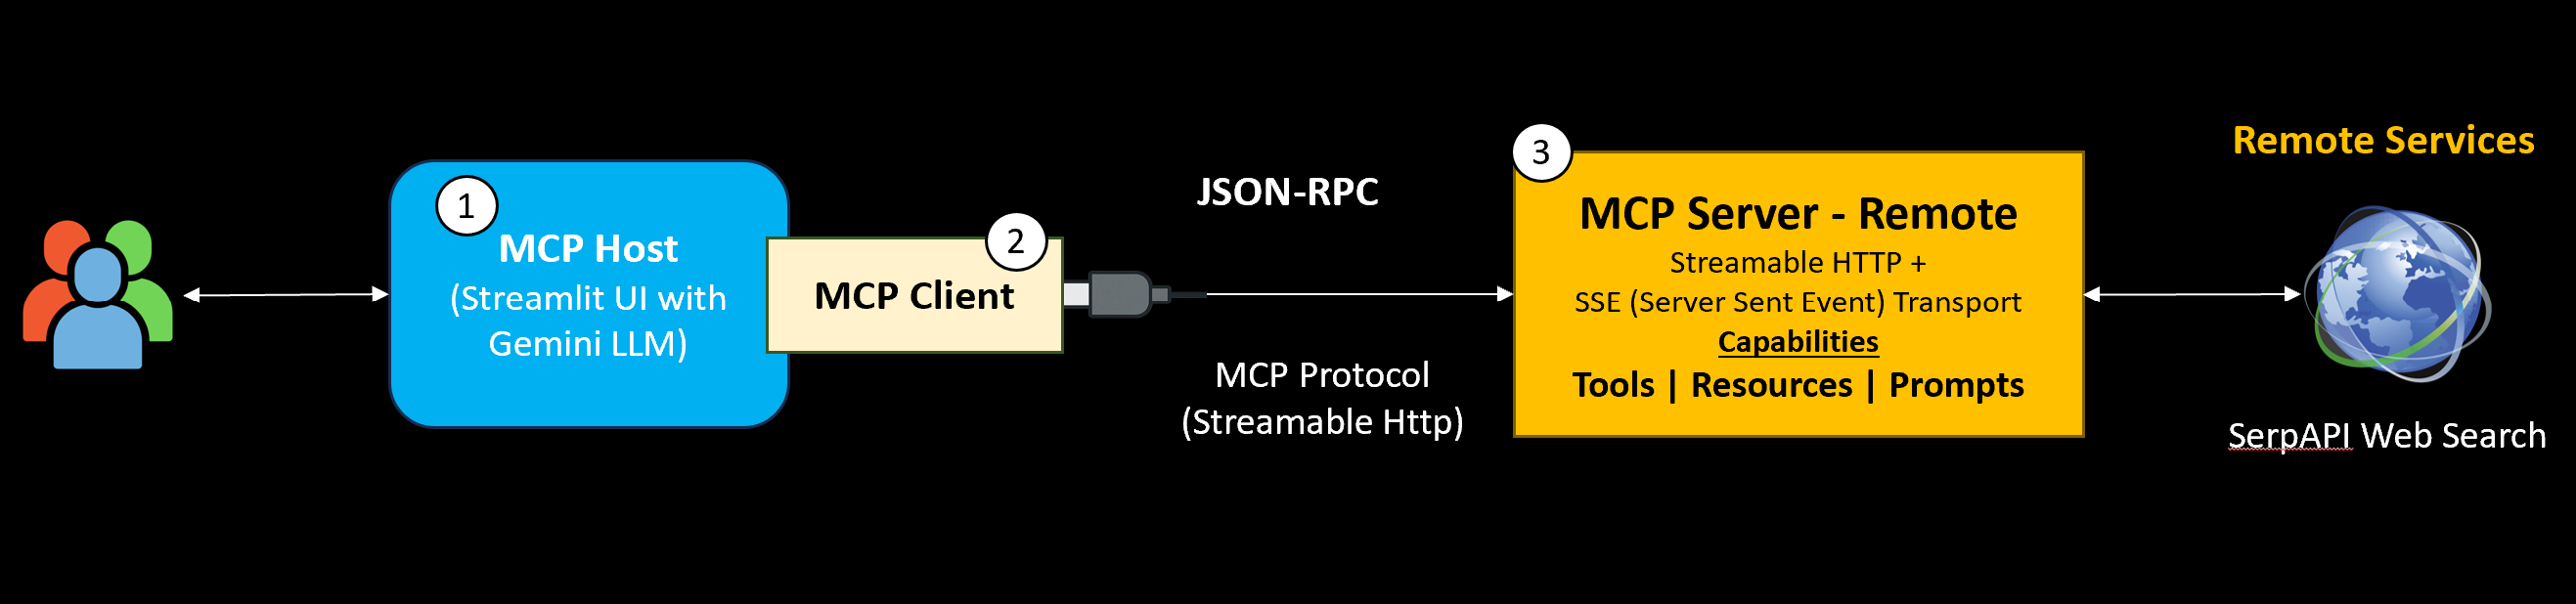 1
MCP Host
(Streamlit UI with
Gemini LLM)
2
MCP Client
JSON-RPC
MCP Protocol
(Streamable Http)
3
MCP Server - Remote
Streamable HTTP +
SSE (Server Sent Event) Transport
Capabilities
Tools | Resources | Prompts
Remote Services
SerpAPI Web Search